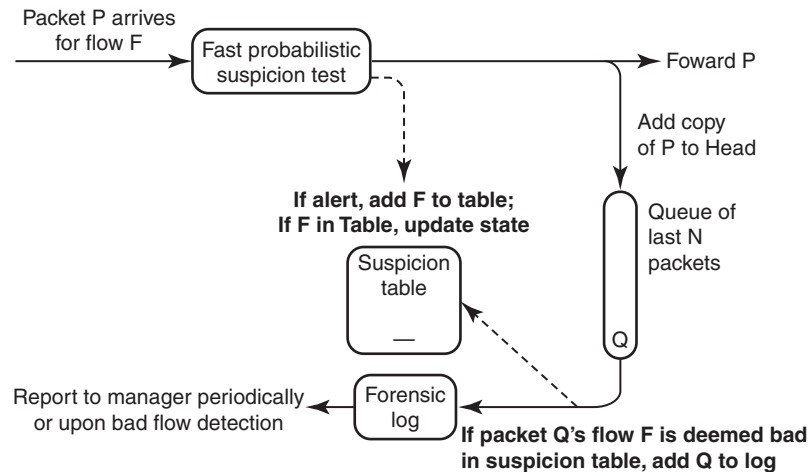 Packet P arrives
for flow F
Fast probabilistic
suspicion test
Foward P
Add copy
of P to Head
If alert, add F to table;
If F in Table, update state
Queue of
last N
packets
Suspicion
table
Q
Report to manager periodically
or upon bad flow detection
Forensic
log
If packet Q’s flow F is deemed bad
in suspicion table, add Q to log